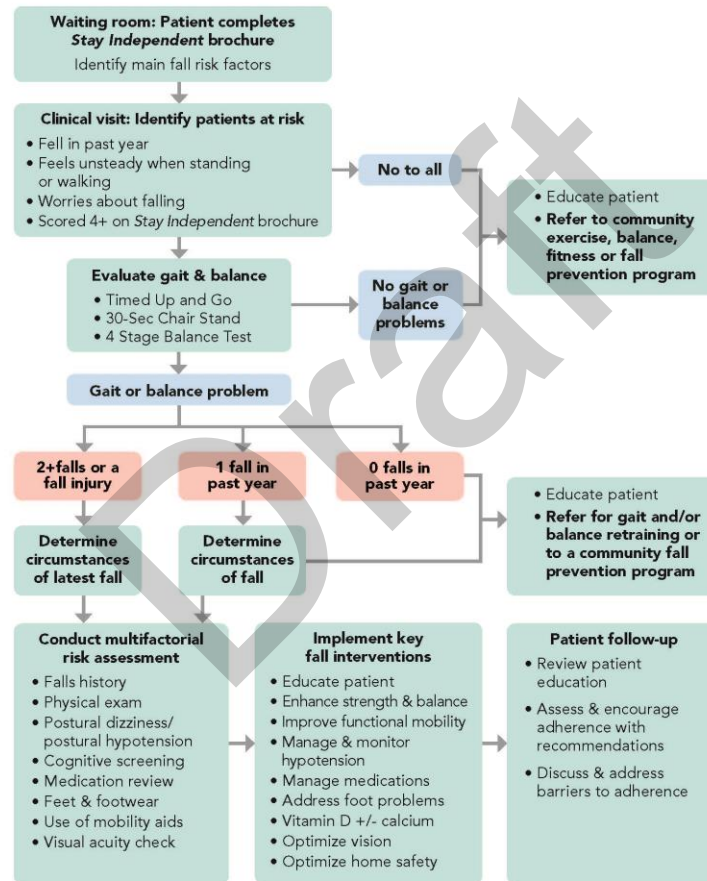 Waiting room: Patient completes
Stay Independent brochure
Identify main fall risk factors
Clinical visit: Identify patients at risk
• Fell in past year
• Feels unsteady when standing
or walking
• Worries about falling
• Scored 4+ on Stay Independent brochure
No to all
• Educate patient
• Refer to community
exercise, balance,
fitness or fall
prevention program
Evaluate gait & balance
• Timed Up and Go
• 30-Sec Chair Stand
• 4 Stage Balance Test
No gait or
balance
problems
Gait or balance problem
2+falls or a
fall injury
1 fall in
past year
0 falls in
past year
Determine
circumstances
of latest fall
Determine
circumstances
of fall
• Educate patient
• Refer for gait and/or
balance retraining or
to a community fall
prevention program
Conduct multifactorial
risk assessment
• Falls history
• Physical exam
• Postural dizziness/
postural hypotension
• Cognitive screening
• Medication review
• Feet & footwear
• Use of mobility aids
• Visual acuity check
Implement key
fall interventions
• Educate patient
• Enhance strength & balance
• Improve functional mobility
• Manage & monitor
hypotension
• Manage medications
• Address foot problems
• Vitamin D +/- calcium
• Optimize vision
• Optimize home safety
Patient follow-up
• Review patient
education
• Assess & encourage
adherence with
recommendations
• Discuss & address
barriers to adherence
Draft